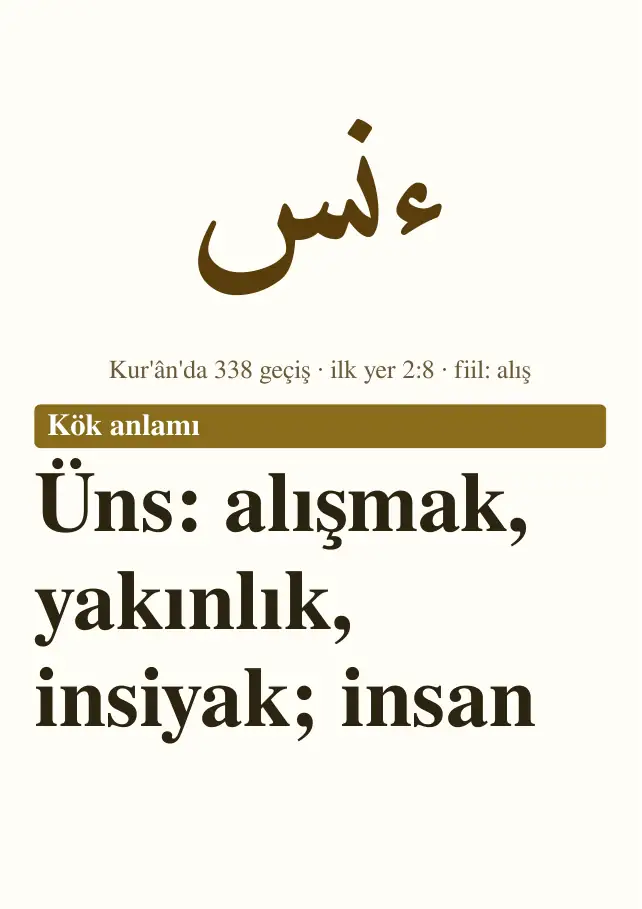 ءنس
Kur'ân'da 338 geçiş · ilk yer 2:8 · fiil: alış
Kök anlamı
Üns: alışmak,
yakınlık,
insiyak; insan